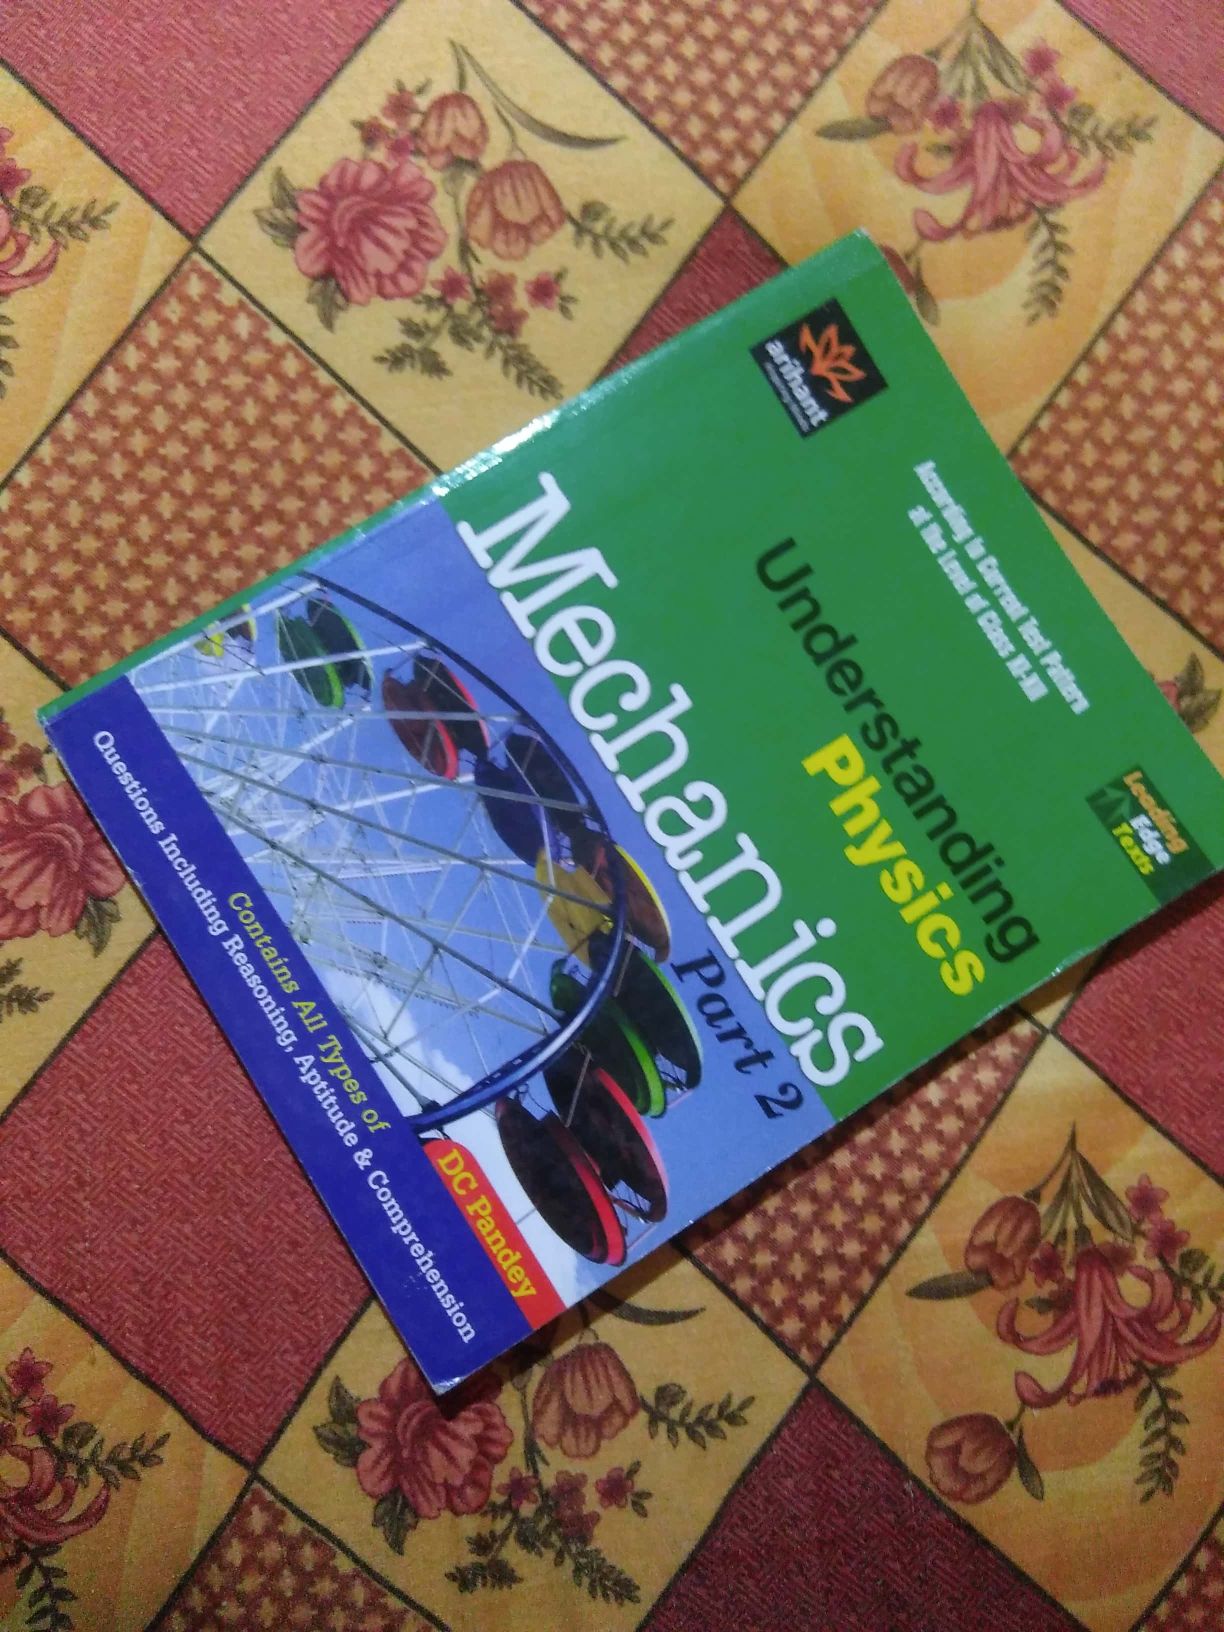 arihant
According to Current Test Pattern
at the Level of Class XI-XII
Leading
Edge
Texts
Understanding
Physics
Mechanics
Part 2
DC Pandey
Contains All Types of
Questions Including Reasoning, Aptitude & Comprehension